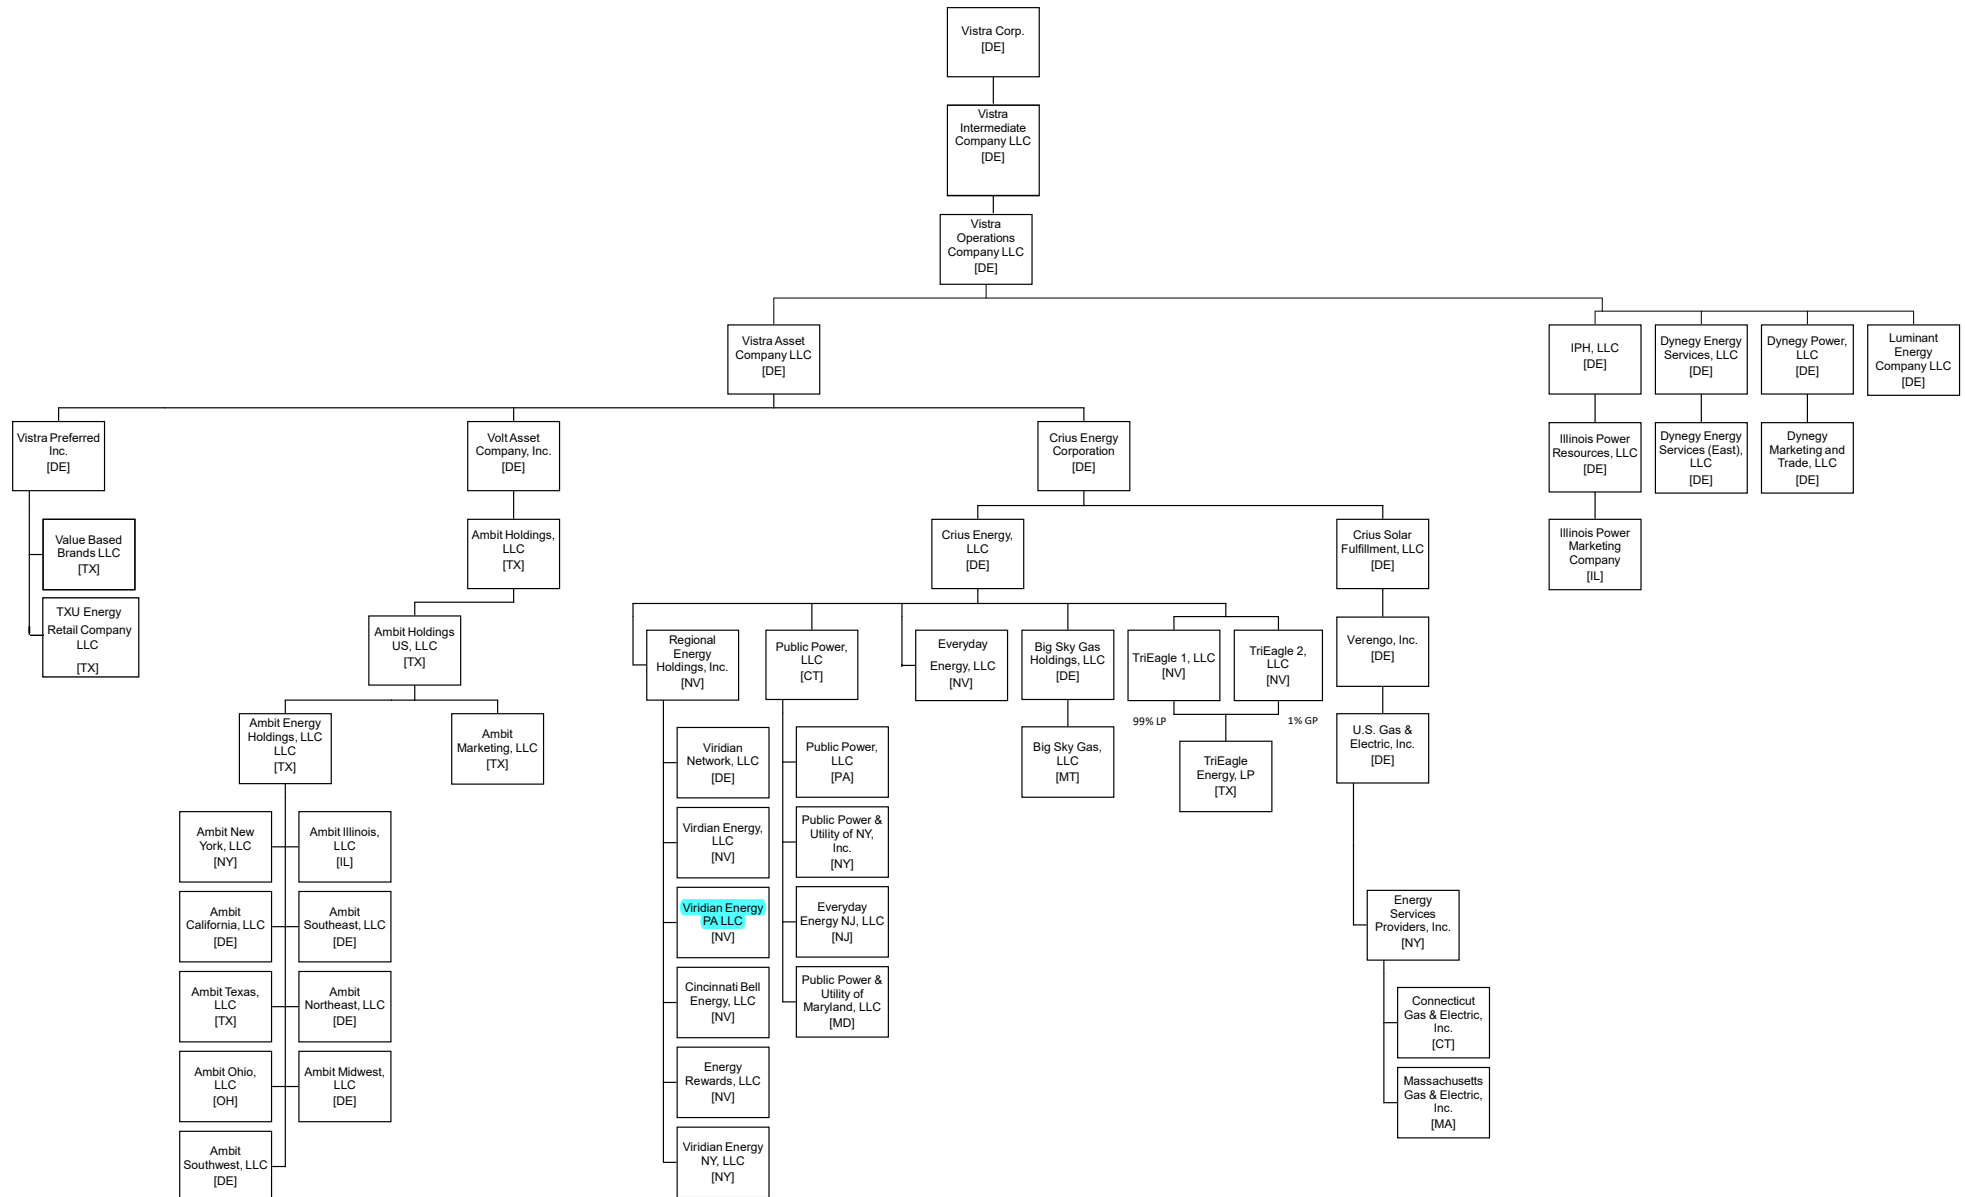 Vistra Corp.
[DE]
Vistra
Intermediate
Company LLC
[DE]
Vistra
Operations
Company LLC
[DE]
Vistra Asset
Company LLC
[DE]
IPH, LLC
[DE]
Dynegy Energy
Services, LLC
[DE]
Dynegy Power,
LLC
[DE]
Luminant
Energy
Company LLC
[DE]
Vistra Preferred
Inc.
[DE]
Volt Asset
Company, Inc.
[DE]
Crius Energy
Corporation
[DE]
Illinois Power
Resources, LLC
[DE]
Dynegy Energy
Services (East),
LLC
[DE]
Dynegy
Marketing and
Trade, LLC
[DE]
Value Based
Brands LLC
[TX]
Ambit Holdings,
LLC
[TX]
Crius Energy,
LLC
[DE]
Crius Solar
Fulfillment, LLC
[DE]
Illinois Power
Marketing
Company
[IL]
TXU Energy
Retail Company
LLC
[TX]
Ambit Holdings
US, LLC
[TX]
Regional
Energy
Holdings, Inc.
[NV]
Public Power,
LLC
[CT]
Everyday
Energy, LLC
[NV]
Big Sky Gas
Holdings, LLC
[DE]
TriEagle 1, LLC
[NV]
TriEagle 2,
LLC
[NV]
Verengo, Inc.
[DE]
99% LP
1% GP
Ambit Energy
Holdings, LLC
LLC
[TX]
Ambit
Marketing, LLC
[TX]
Viridian
Network, LLC
[DE]
Public Power,
LLC
[PA]
Big Sky Gas,
LLC
[MT]
TriEagle
Energy, LP
[TX]
U.S. Gas &
Electric, Inc.
[DE]
Ambit New
York, LLC
[NY]
Ambit Illinois,
LLC
[IL]
Virdian Energy,
LLC
[NV]
Public Power &
Utility of NY,
Inc.
[NY]
Ambit
California, LLC
[DE]
Ambit
Southeast, LLC
[DE]
Viridian Energy
PA LLC
[NV]
Everyday
Energy NJ, LLC
[NJ]
Energy
Services
Providers, Inc.
[NY]
Ambit Texas,
LLC
[TX]
Ambit
Northeast, LLC
[DE]
Cincinnati Bell
Energy, LLC
[NV]
Public Power &
Utility of
Maryland, LLC
[MD]
Connecticut
Gas & Electric,
Inc.
[CT]
Ambit Ohio,
LLC
[OH]
Ambit Midwest,
LLC
[DE]
Energy
Rewards, LLC
[NV]
Massachusetts
Gas & Electric,
Inc.
[MA]
Ambit
Southwest, LLC
[DE]
Viridian Energy
NY, LLC
[NY]